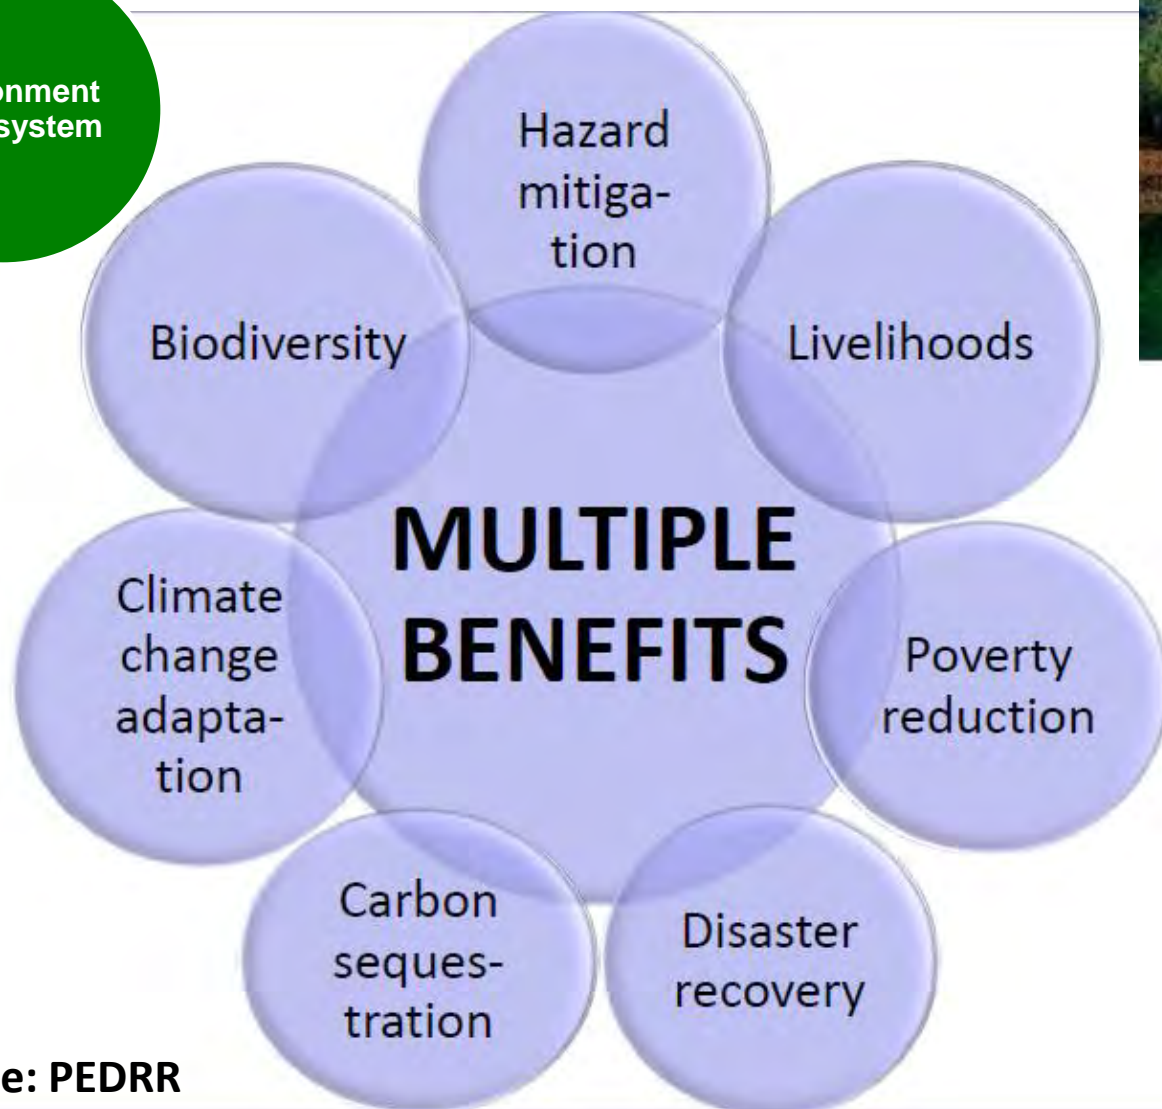 onment
system
Hazard
mitiga-
tion
Biodiversity
Livelihoods
MULTIPLE
BENEFITS
Climate
change
adapta-
tion
Poverty
reduction
Carbon
seques-
tration
Disaster
recovery
e: PEDRR